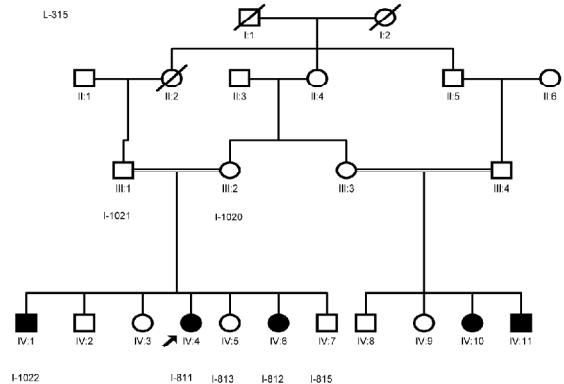 L-315
I:1 I:2
II:1 II:2 II:3 II:4 II:5 II:6
III:1 III:2 III:3 III:4
I-1021 I-1020
IV:1 IV:2 IV:3 IV:4 IV:5 IV:6 IV:7 IV:8 IV:9 IV:10 IV:11
I-1022 I-811 I-813 I-812 I-815